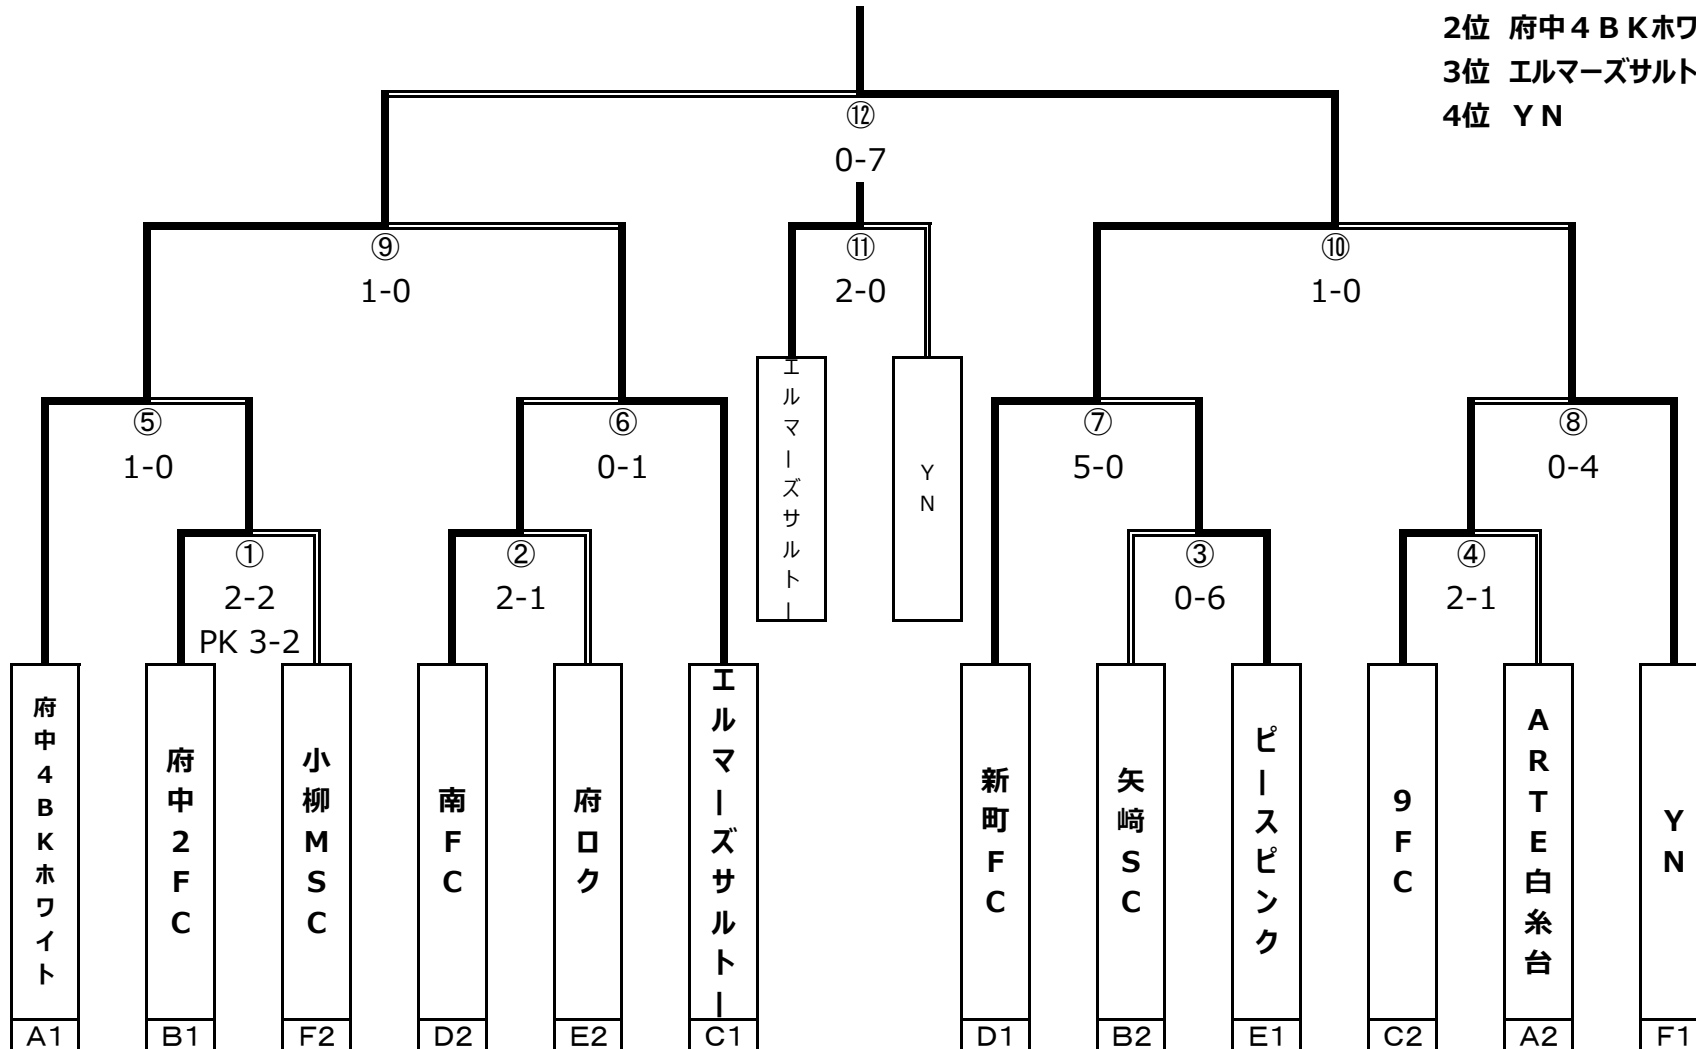 2位 府中４ＢＫホワ
3位 エルマーズサルト
4位 ＹＮ
⑫
0-7
⑨
1-0
⑪
2-0
⑩
1-0
エルマーズサルトー
ＹＮ
⑤
1-0
⑥
0-1
⑦
5-0
⑧
0-4
①
2-2
PK 3-2
②
2-1
③
0-6
④
2-1
府中４ＢＫホワイト
府中２ＦＣ
小柳ＭＳＣ
南ＦＣ
府ロク
エルマーズサルトー
新町ＦＣ
矢﨑ＳＣ
ピースピンク
９ＦＣ
ＡＲＴＥ白糸台
ＹＮ
A1
B1
F2
D2
E2
C1
D1
B2
E1
C2
A2
F1